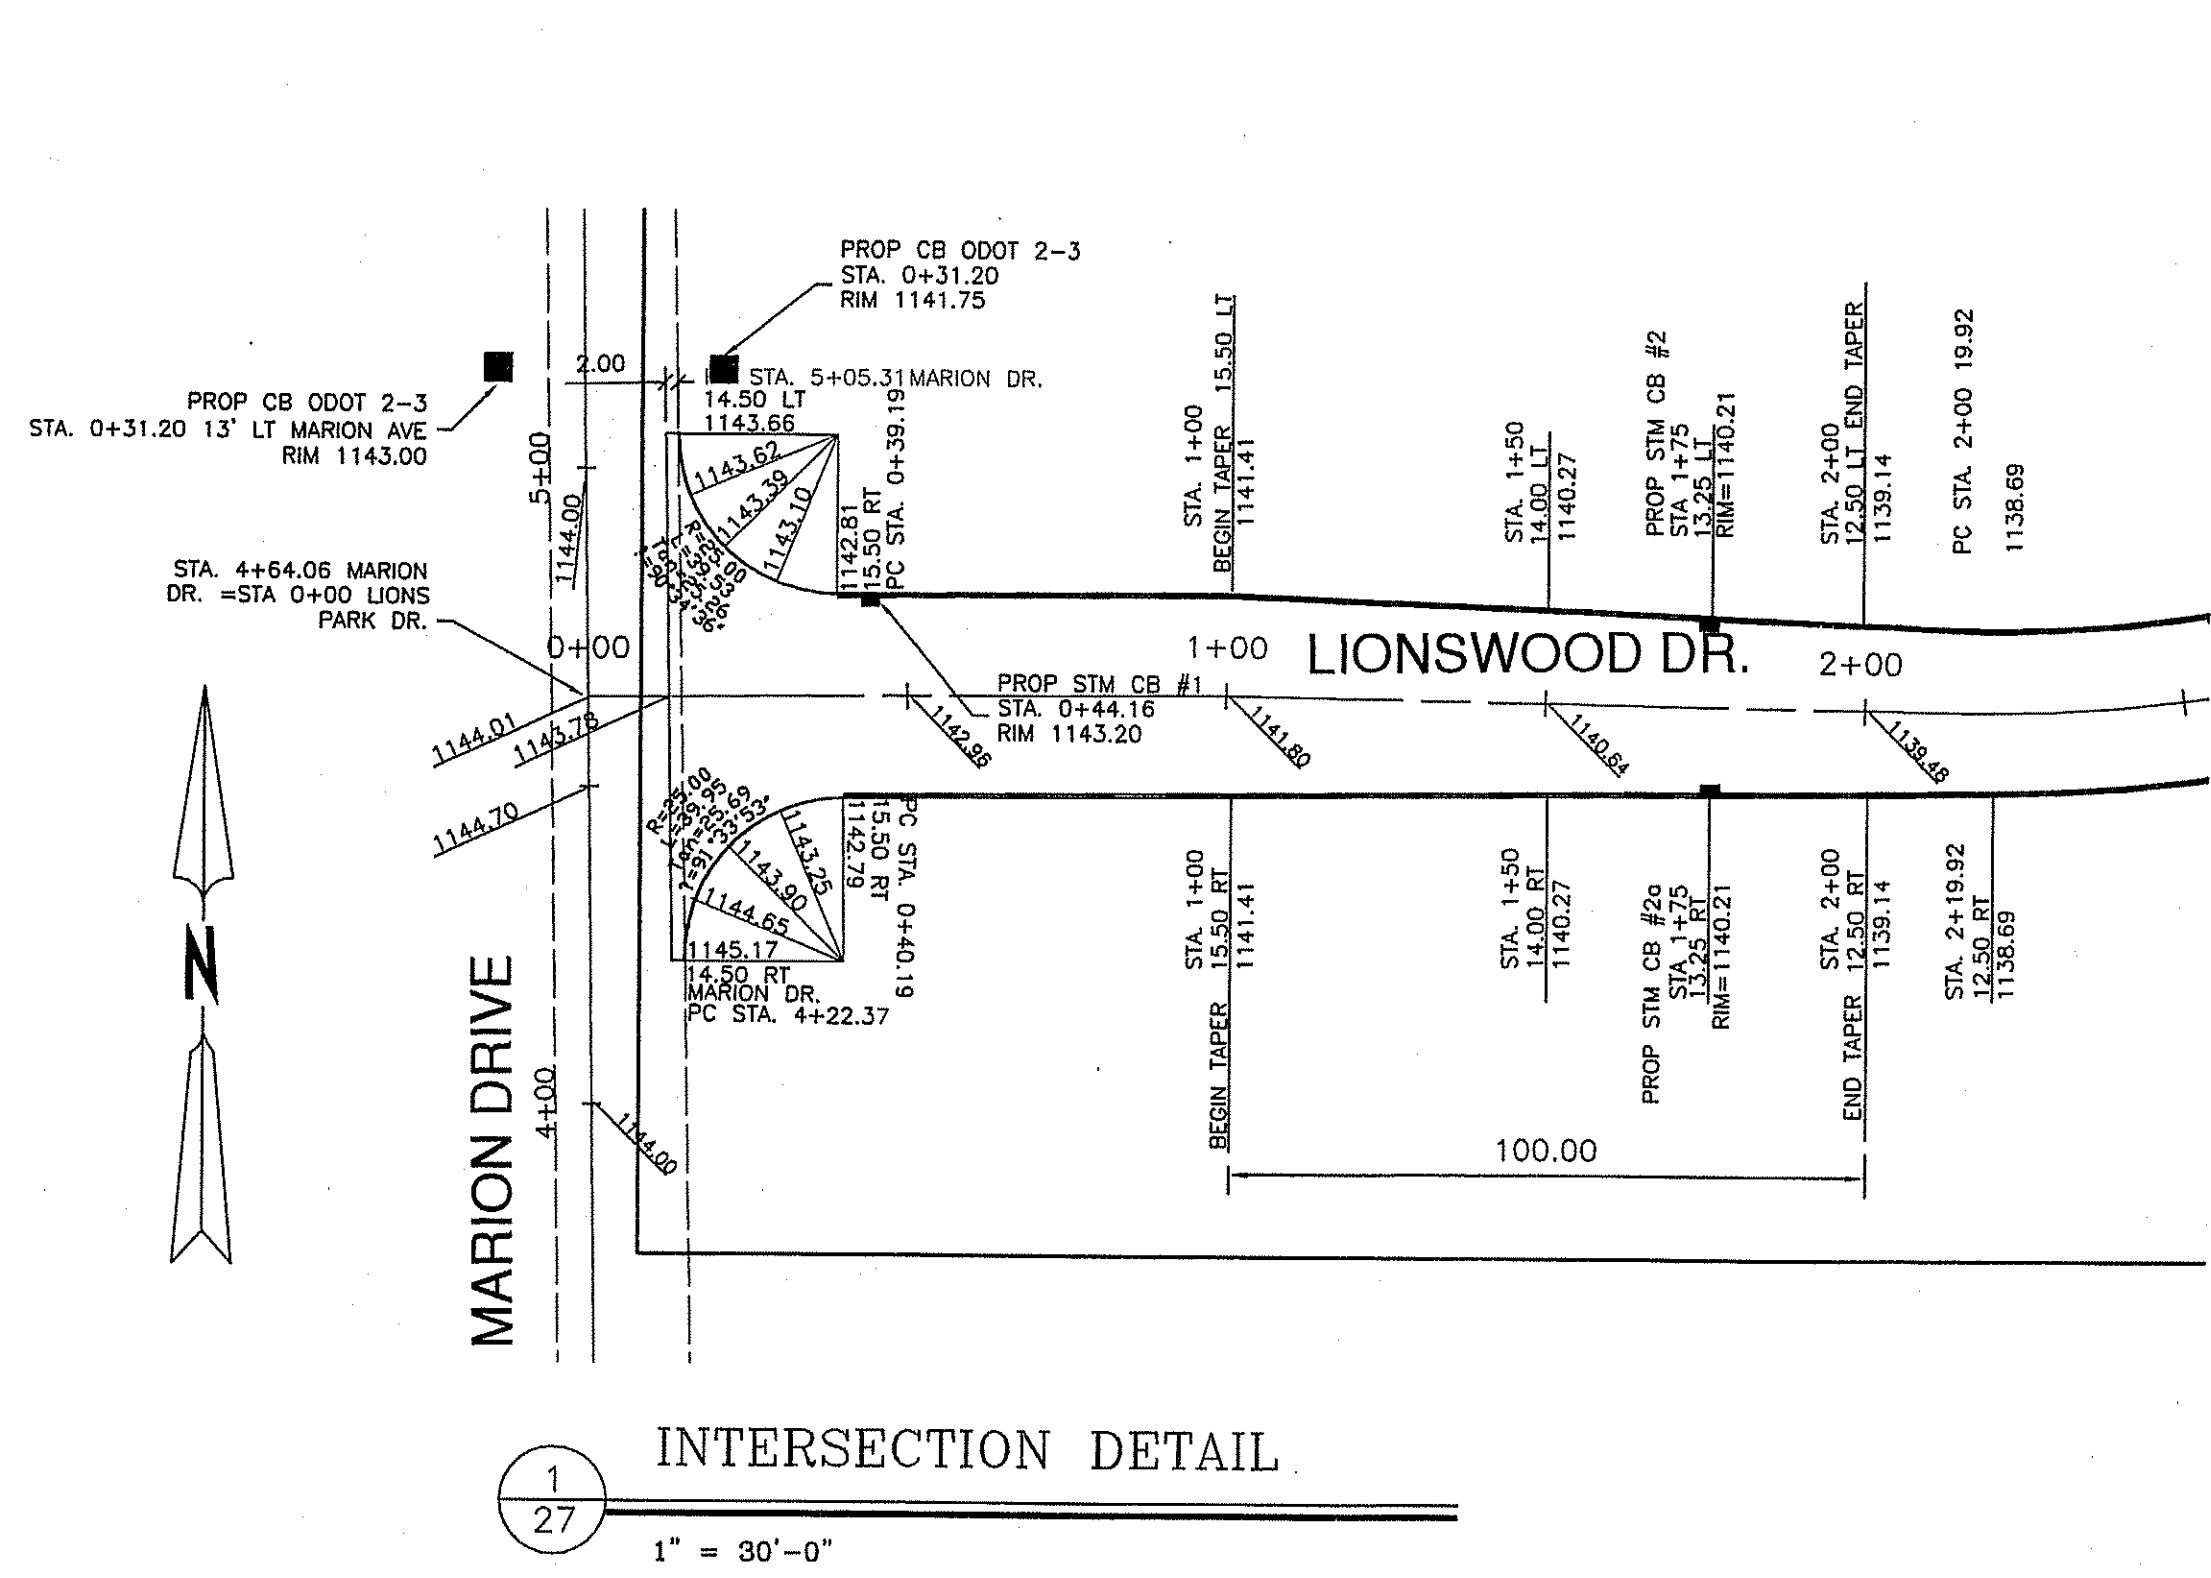 PROP CB ODOT 2-3
STA. 0+31.20
RIM 1141.75
2.00
STA. 5+05.31 MARION DR.
14.50 LT
1143.66
PROP CB ODOT 2-3
STA. 0+31.20 13' LT MARION AVE
RIM 1143.00
5+00
1144.00
1143.62
1143.39
1143.10
1142.81
15.50 RT
PC STA. 0+39.19
R=25.00
STA. 4+64.06 MARION
DR. =STA 0+00 LIONS
PARK DR.
0+00
STA. 1+00
BEGIN TAPER 15.50 LT
1141.41
STA. 1+50
14.00 LT
1140.27
PROP STM CB #2
STA 1+75
13.25 LT
RIM=1140.21
STA. 2+00
12.50 LT END TAPER
1139.14
PC STA. 2+00 19.92
1138.69
1+00
LIONSWOOD DR.
2+00
PROP STM CB #1
STA. 0+44.16
RIM 1143.20
1144.01
1143.78
1144.70
1142.96
1141.80
1140.64
1139.48
R=25.00
L=39.95
Tan=25.69
?=91°33'53"
1143.25
1143.90
1144.65
1145.17
14.50 RT
MARION DR.
PC STA. 4+22.37
PC STA. 0+40.19
15.50 RT
1142.79
STA. 1+00
BEGIN TAPER 15.50 RT
1141.41
STA. 1+50
14.00 RT
1140.27
PROP STM CB #2a
STA 1+75
13.25 RT
RIM=1140.21
STA. 2+00
END TAPER 12.50 RT
1139.14
STA. 2+19.92
12.50 RT
1138.69
100.00
N
MARION DRIVE
4+00
1144.00
INTERSECTION DETAIL
1
27
1" = 30'-0"